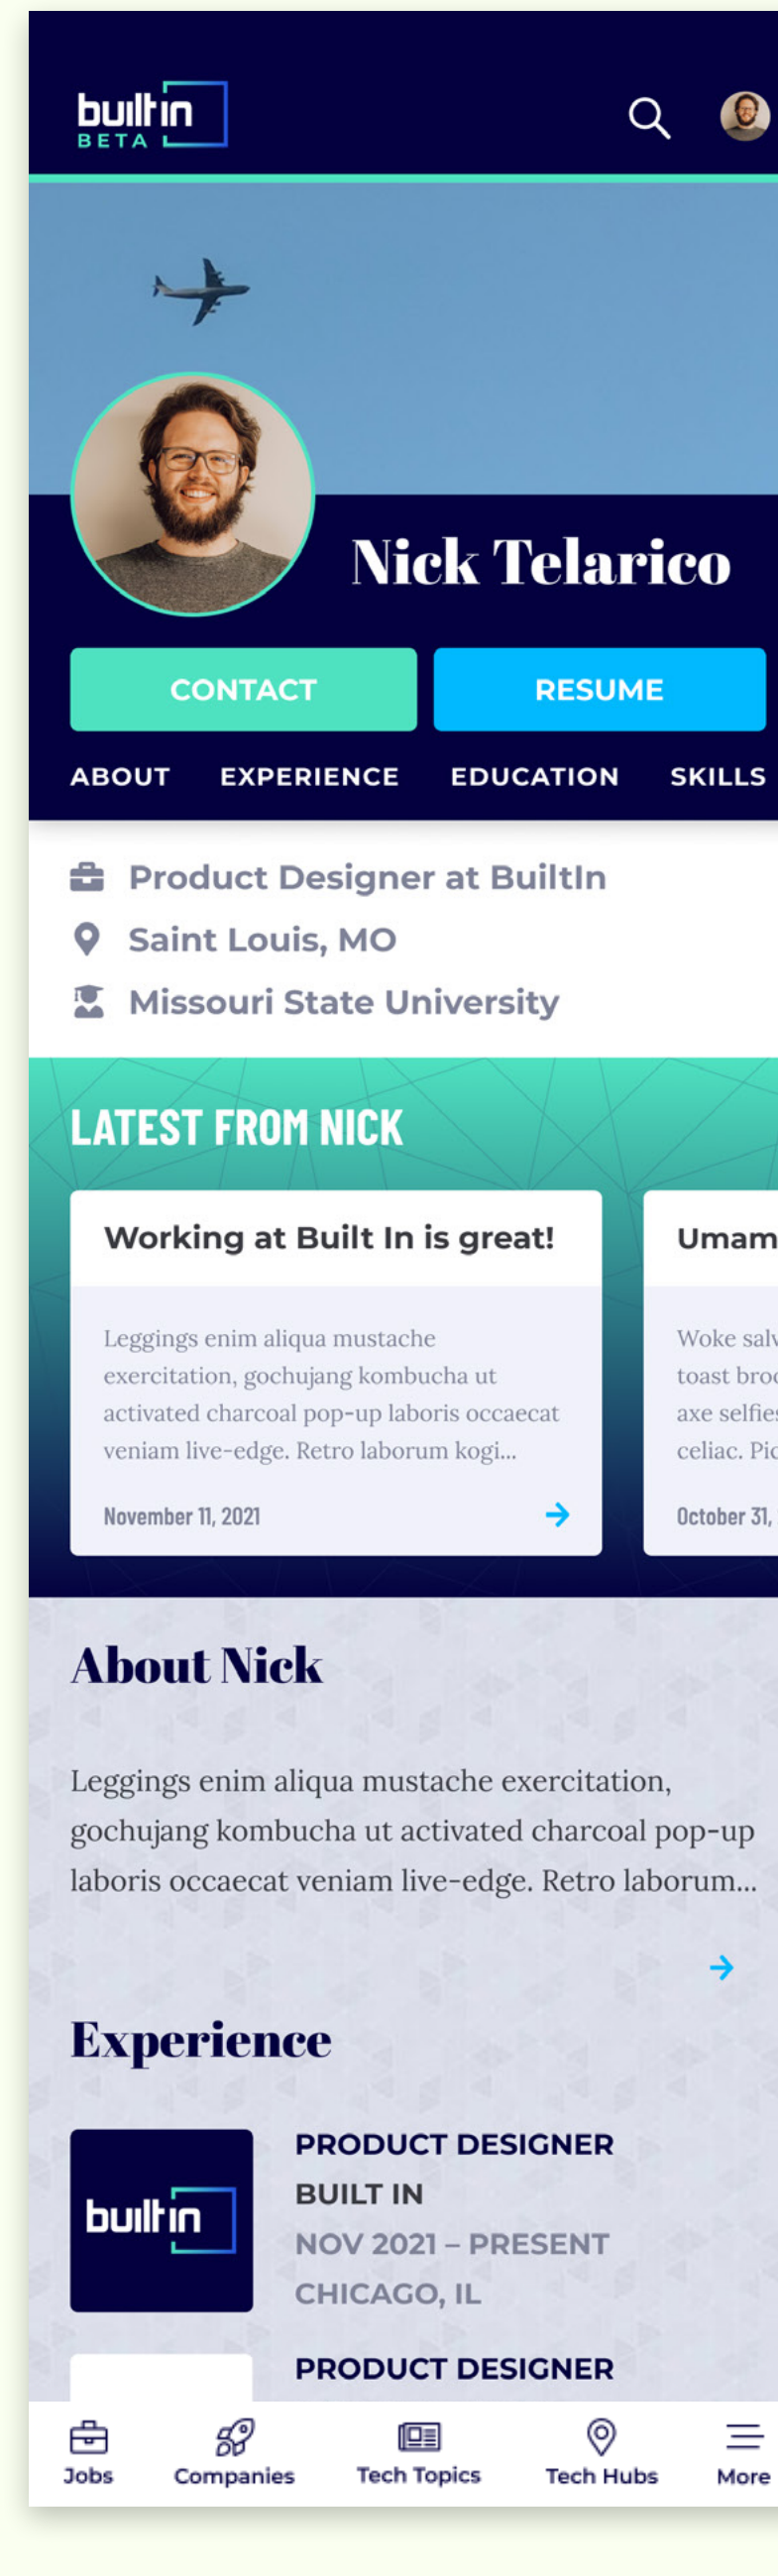 builtin
BETA
Nick Telarico
CONTACT
RESUME
ABOUT EXPERIENCE EDUCATION SKILLS
Product Designer at BuiltIn
Saint Louis, MO
Missouri State University
LATEST FROM NICK
Working at Built In is great!
Leggings enim aliqua mustache
exercitation, gochujang kombucha ut
activated charcoal pop-up laboris occaecat
veniam live-edge. Retro laborum kogi...
November 11, 2021
Umam
Woke salv
toast broo
axe selfies
celiac. Pic
October 31,
About Nick
Leggings enim aliqua mustache exercitation,
gochujang kombucha ut activated charcoal pop-up
laboris occaecat veniam live-edge. Retro laborum...
Experience
builtin
PRODUCT DESIGNER
BUILT IN
NOV 2021 – PRESENT
CHICAGO, IL
PRODUCT DESIGNER
Jobs Companies Tech Topics Tech Hubs More